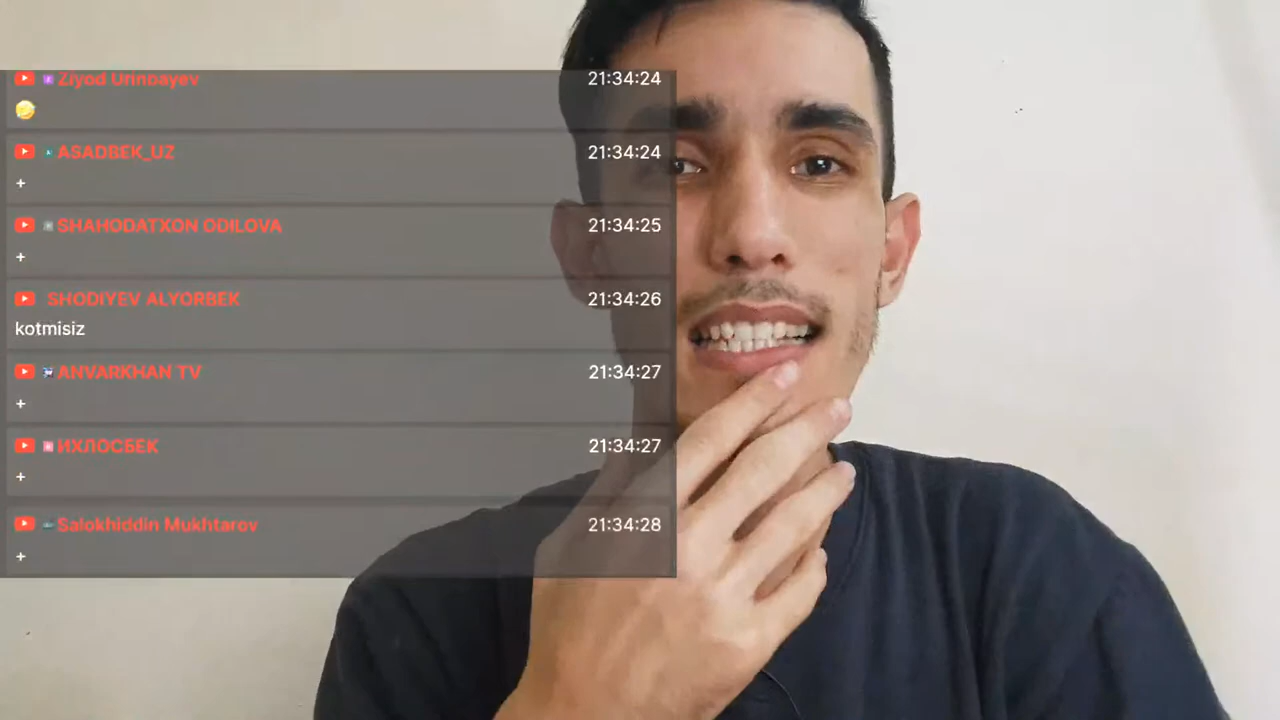 Ziyod Urinbayev 21:34:24
🤣
ASADBEK_UZ 21:34:24
+
SHAHODATXON ODILOVA 21:34:25
+
SHODIYEV ALYORBEK 21:34:26
kotmisiz
ANVARKHAN TV 21:34:27
+
ИХЛОСБЕК 21:34:27
+
Salokhiddin Mukhtarov 21:34:28
+